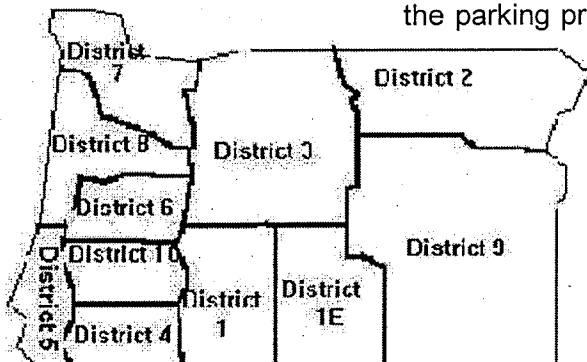 the parking pr
District
7
District 2
District 8
District 3
District 6
District 9
District 10
District 5
District
1
District
1E
District 4